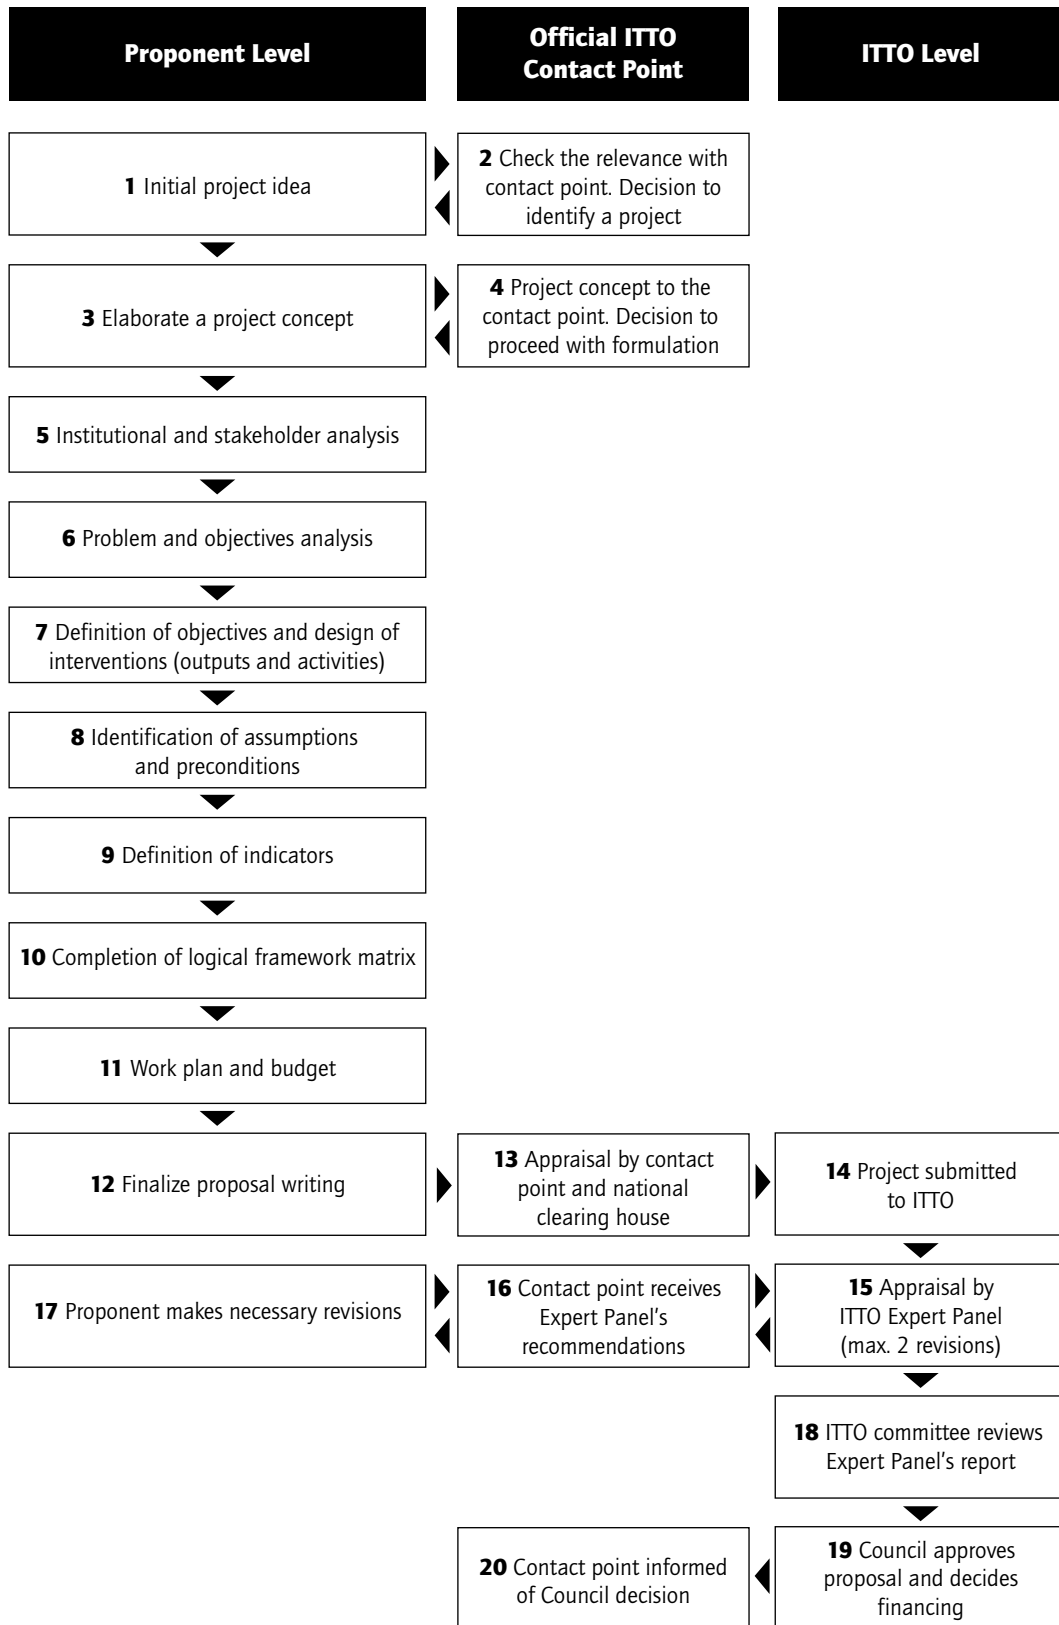 Proponent Level
Official ITTO
Contact Point
ITTO Level
1 Initial project idea
2 Check the relevance with
contact point. Decision to
identify a project
3 Elaborate a project concept
4 Project concept to the
contact point. Decision to
proceed with formulation
5 Institutional and stakeholder analysis
6 Problem and objectives analysis
7 Definition of objectives and design of
interventions (outputs and activities)
8 Identification of assumptions
and preconditions
9 Definition of indicators
10 Completion of logical framework matrix
11 Work plan and budget
12 Finalize proposal writing
13 Appraisal by contact
point and national
clearing house
14 Project submitted
to ITTO
17 Proponent makes necessary revisions
16 Contact point receives
Expert Panel's
recommendations
15 Appraisal by
ITTO Expert Panel
(max. 2 revisions)
18 ITTO committee reviews
Expert Panel's report
20 Contact point informed
of Council decision
19 Council approves
proposal and decides
financing